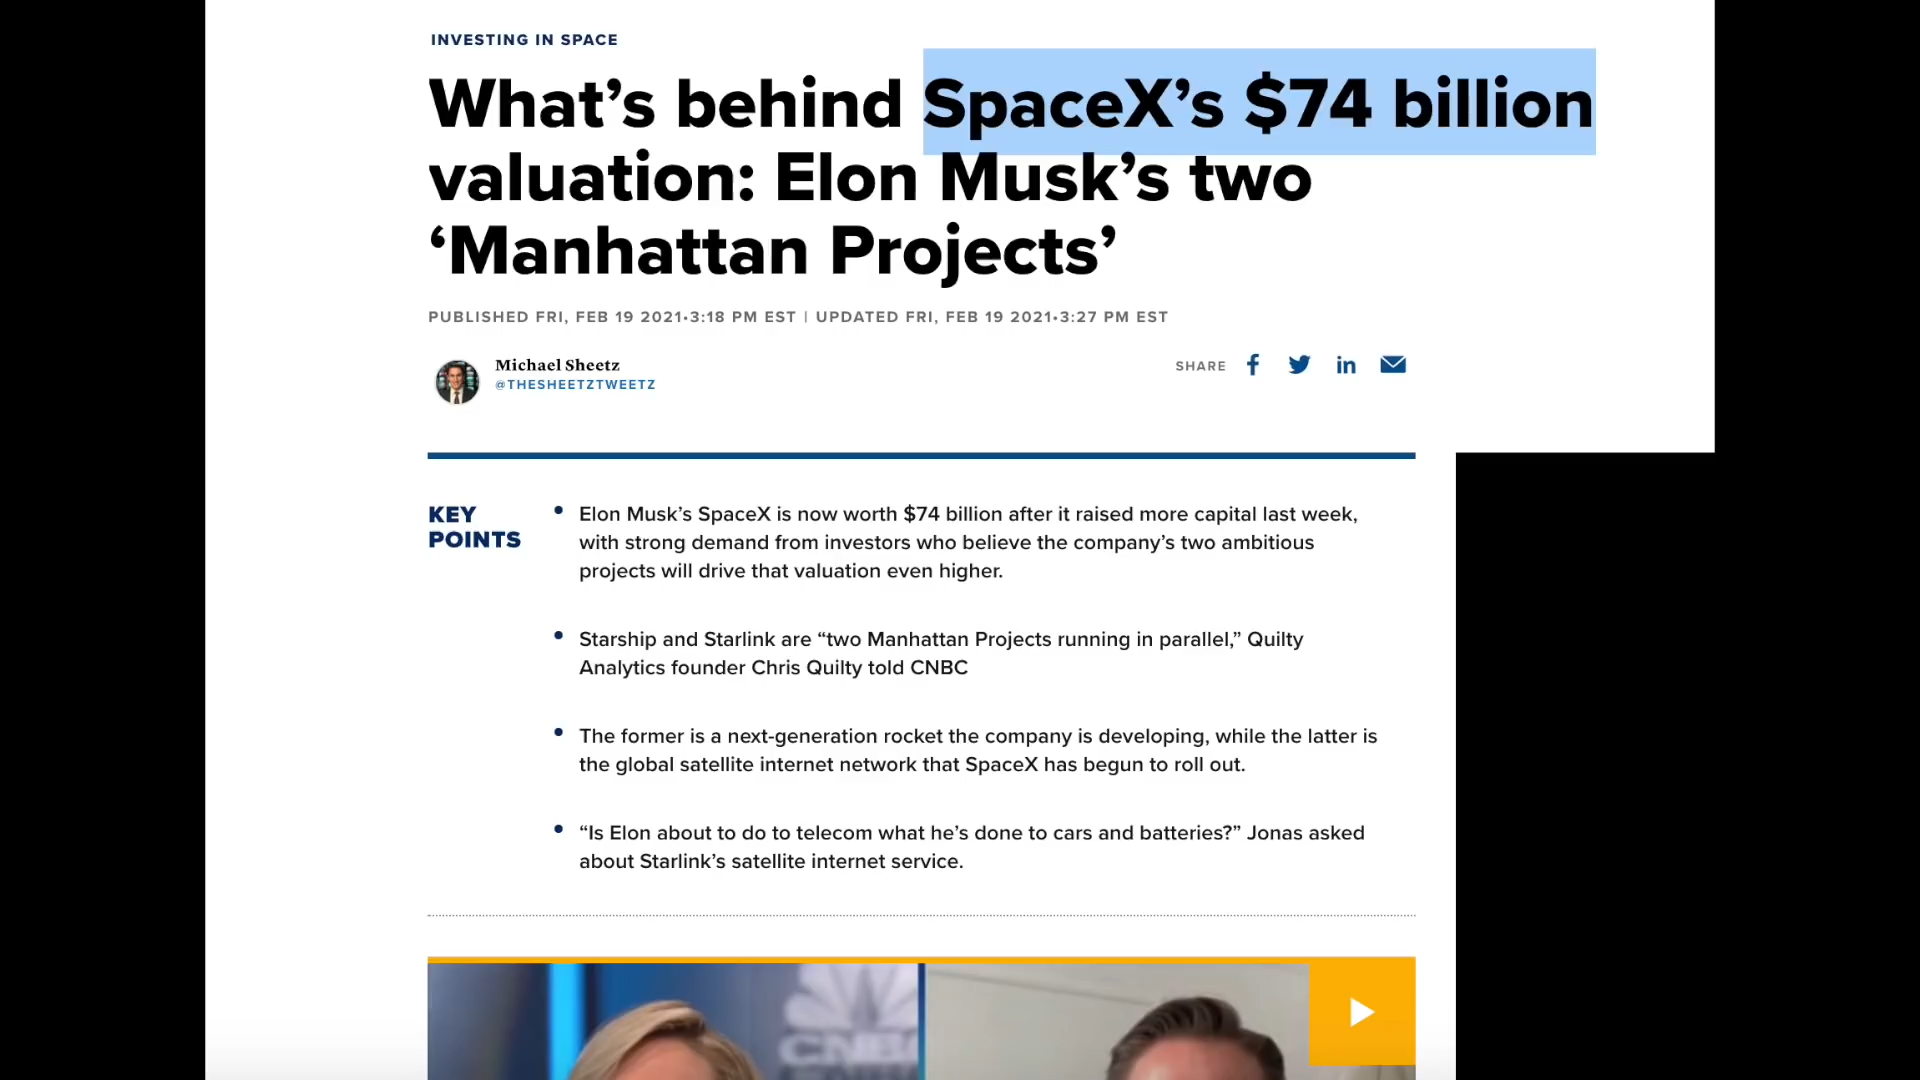 INVESTING IN SPACE
What’s behind SpaceX’s $74 billion
valuation: Elon Musk’s two
‘Manhattan Projects’
PUBLISHED FRI, FEB 19 2021•3:18 PM EST | UPDATED FRI, FEB 19 2021•3:27 PM EST
Michael Sheetz
@THESHEETZTWEETZ
SHARE
KEY
POINTS
• Elon Musk’s SpaceX is now worth $74 billion after it raised more capital last week,
with strong demand from investors who believe the company’s two ambitious
projects will drive that valuation even higher.
• Starship and Starlink are “two Manhattan Projects running in parallel,” Quilty
Analytics founder Chris Quilty told CNBC
• The former is a next-generation rocket the company is developing, while the latter is
the global satellite internet network that SpaceX has begun to roll out.
• “Is Elon about to do to telecom what he’s done to cars and batteries?” Jonas asked
about Starlink’s satellite internet service.
CNBC